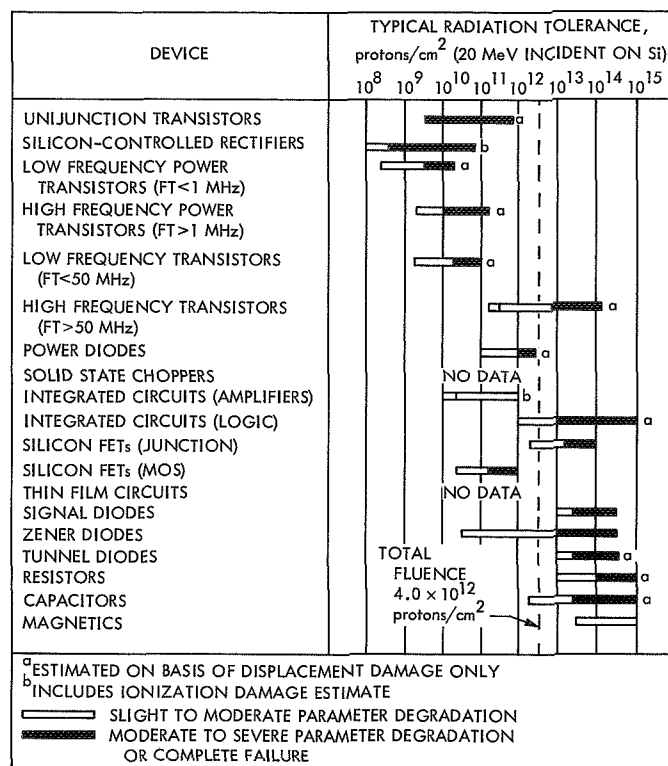 DEVICE
TYPICAL RADIATION TOLERANCE,
protons/cm² (20 MeV INCIDENT ON Si)
10⁸ 10⁹ 10¹⁰ 10¹¹ 10¹² 10¹³ 10¹⁴ 10¹⁵
UNIJUNCTION TRANSISTORS a
SILICON-CONTROLLED RECTIFIERS b
LOW FREQUENCY POWER
TRANSISTORS (FT<1 MHz) a
HIGH FREQUENCY POWER
TRANSISTORS (FT>1 MHz) a
LOW FREQUENCY TRANSISTORS a
(FT<50 MHz)
HIGH FREQUENCY TRANSISTORS a
(FT>50 MHz)
POWER DIODES a
SOLID STATE CHOPPERS NO DATA
INTEGRATED CIRCUITS (AMPLIFIERS) b
INTEGRATED CIRCUITS (LOGIC) a
SILICON FETs (JUNCTION)
SILICON FETs (MOS)
THIN FILM CIRCUITS NO DATA
SIGNAL DIODES
ZENER DIODES
TUNNEL DIODES a
RESISTORS a
CAPACITORS a
MAGNETICS
TOTAL
FLUENCE
4.0 × 10¹²
protons/cm²
ᵃESTIMATED ON BASIS OF DISPLACEMENT DAMAGE ONLY
ᵇINCLUDES IONIZATION DAMAGE ESTIMATE
SLIGHT TO MODERATE PARAMETER DEGRADATION
MODERATE TO SEVERE PARAMETER DEGRADATION
OR COMPLETE FAILURE